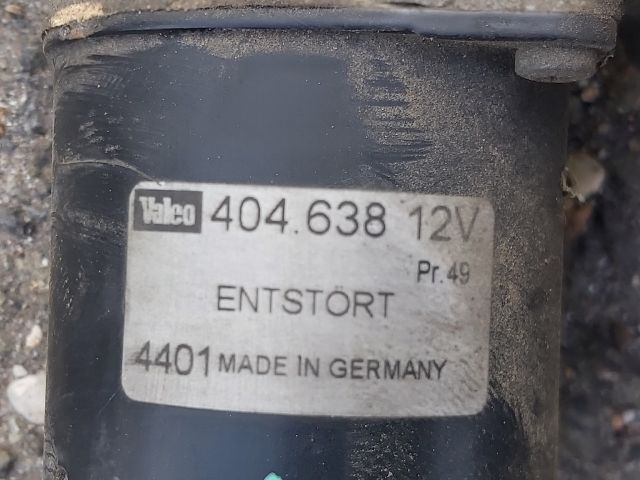 Valeo 404.638 12V
Pr.49
ENTSTÖRT
4401 MADE IN GERMANY